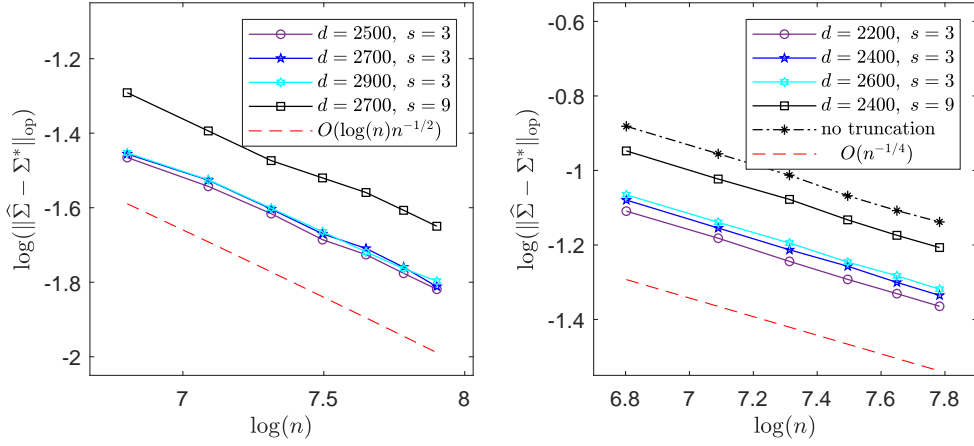 d = 2500, s = 3
d = 2700, s = 3
d = 2900, s = 3
d = 2700, s = 9
O(log(n)n^{-1/2})
-1.2
-1.4
-1.6
-1.8
-2
log(||Σ̂ − Σ*||_op)
7
7.5
8
log(n)
d = 2200, s = 3
d = 2400, s = 3
d = 2600, s = 3
d = 2400, s = 9
no truncation
O(n^{-1/4})
-0.6
-0.8
-1
-1.2
-1.4
log(||Σ̂ − Σ*||_op)
6.8
7
7.2
7.4
7.6
7.8
log(n)